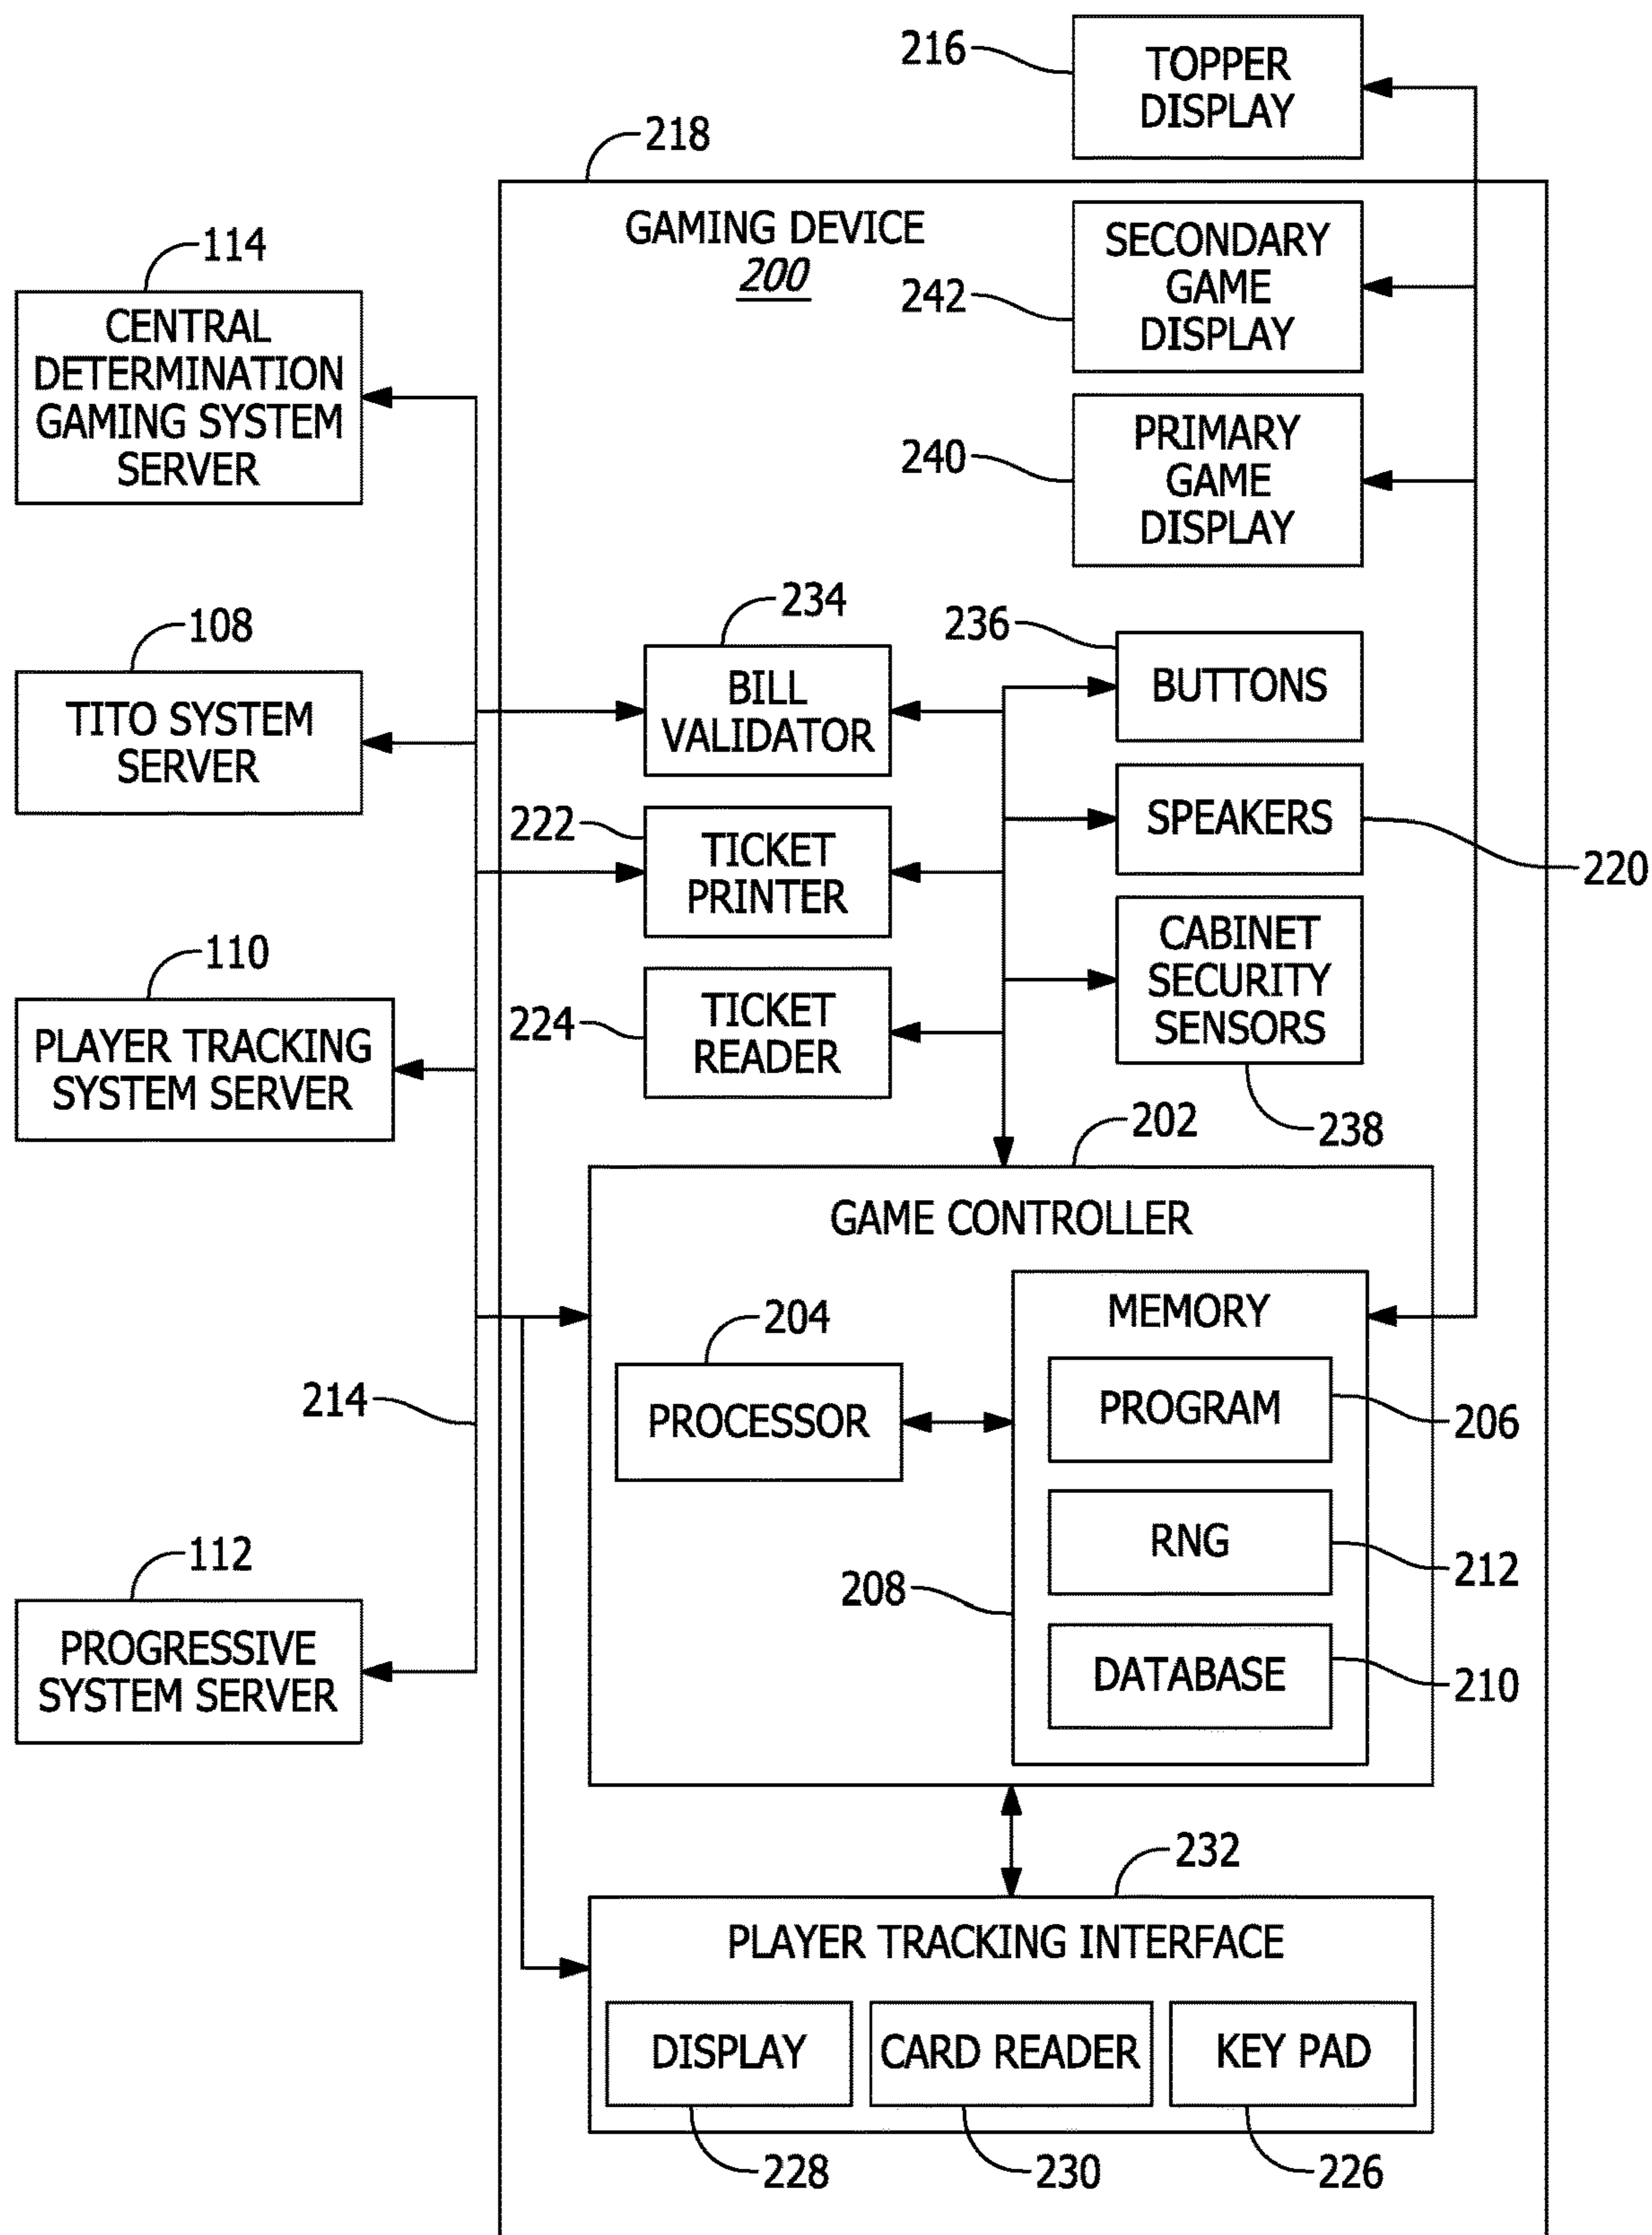 216
TOPPER
DISPLAY
218
GAMING DEVICE
200
SECONDARY
GAME
DISPLAY
242
114
CENTRAL
DETERMINATION
GAMING SYSTEM
SERVER
PRIMARY
GAME
DISPLAY
240
108
TITO SYSTEM
SERVER
234
BILL
VALIDATOR
236
BUTTONS
222
TICKET
PRINTER
SPEAKERS
220
110
PLAYER TRACKING
SYSTEM SERVER
224
TICKET
READER
CABINET
SECURITY
SENSORS
238
202
GAME CONTROLLER
204
PROCESSOR
MEMORY
PROGRAM
206
214
RNG
212
208
DATABASE
210
112
PROGRESSIVE
SYSTEM SERVER
232
PLAYER TRACKING INTERFACE
DISPLAY
CARD READER
KEY PAD
228
230
226